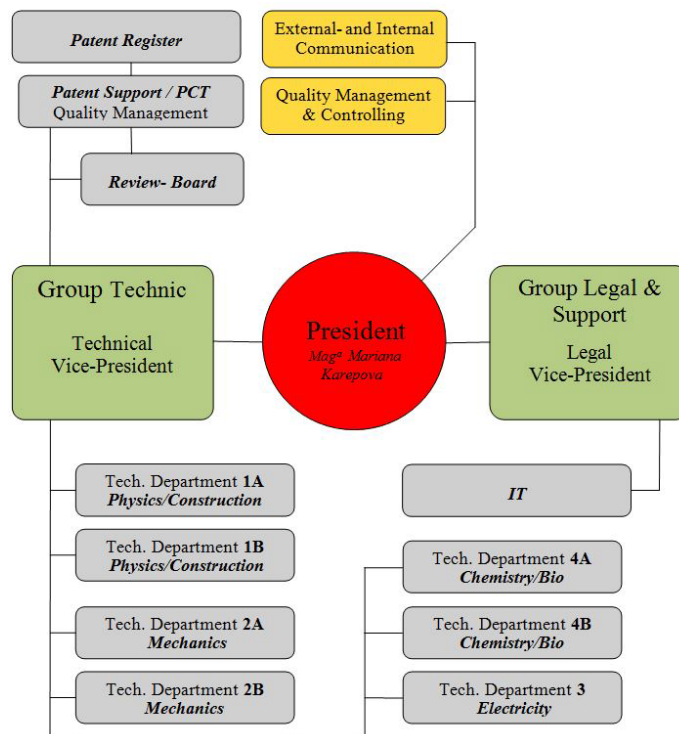 Patent Register
Patent Support / PCT
Quality Management
Review- Board
External- and Internal
Communication
Quality Management
& Controlling
Group Technic
Technical
Vice-President
President
Magª Mariana
Karepova
Group Legal &
Support
Legal
Vice-President
Tech. Department 1A
Physics/Construction
Tech. Department 1B
Physics/Construction
Tech. Department 2A
Mechanics
Tech. Department 2B
Mechanics
IT
Tech. Department 4A
Chemistry/Bio
Tech. Department 4B
Chemistry/Bio
Tech. Department 3
Electricity